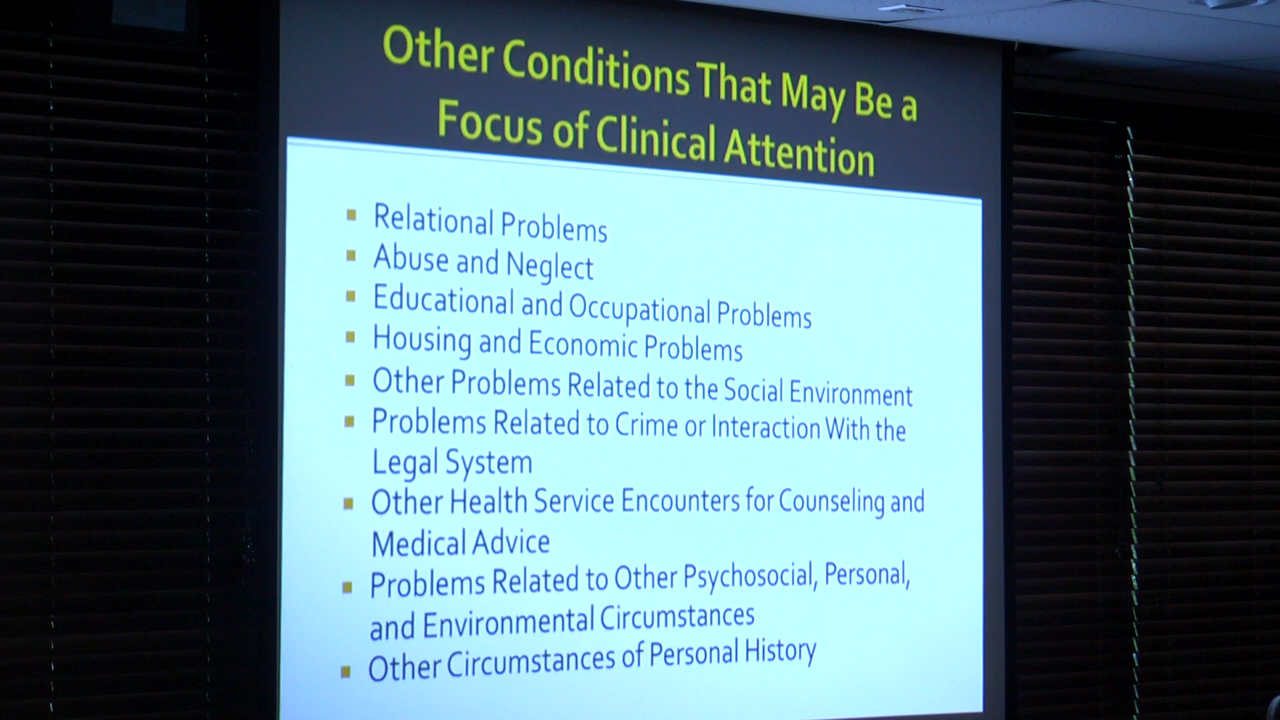 Other Conditions That May Be a
Focus of Clinical Attention
Relational Problems
Abuse and Neglect
Educational and Occupational Problems
Housing and Economic Problems
Other Problems Related to the Social Environment
Problems Related to Crime or Interaction With the
Legal System
Other Health Service Encounters for Counseling and
Medical Advice
Problems Related to Other Psychosocial, Personal,
and Environmental Circumstances
Other Circumstances of Personal History